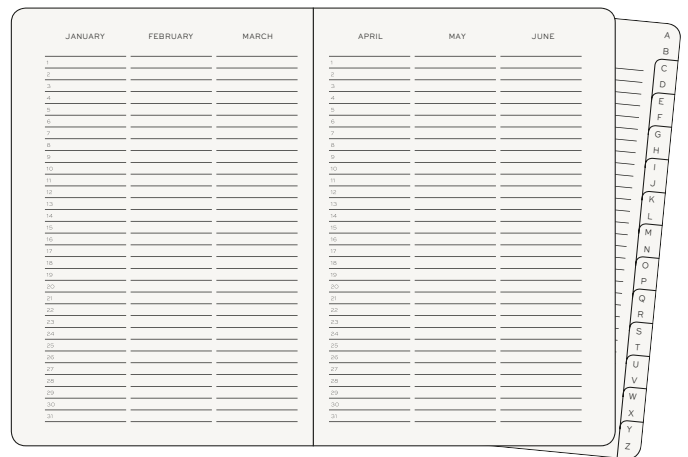 JANUARY FEBRUARY MARCH
1
2
3
4
5
6
7
8
9
10
11
12
13
14
15
16
17
18
19
20
21
22
23
24
25
26
27
28
29
30
31
APRIL MAY JUNE
1
2
3
4
5
6
7
8
9
10
11
12
13
14
15
16
17
18
19
20
21
22
23
24
25
26
27
28
29
30
31
A
B
C
D
E
F
G
H
I
J
K
L
M
N
O
P
Q
R
S
T
U
V
W
X
Y
Z